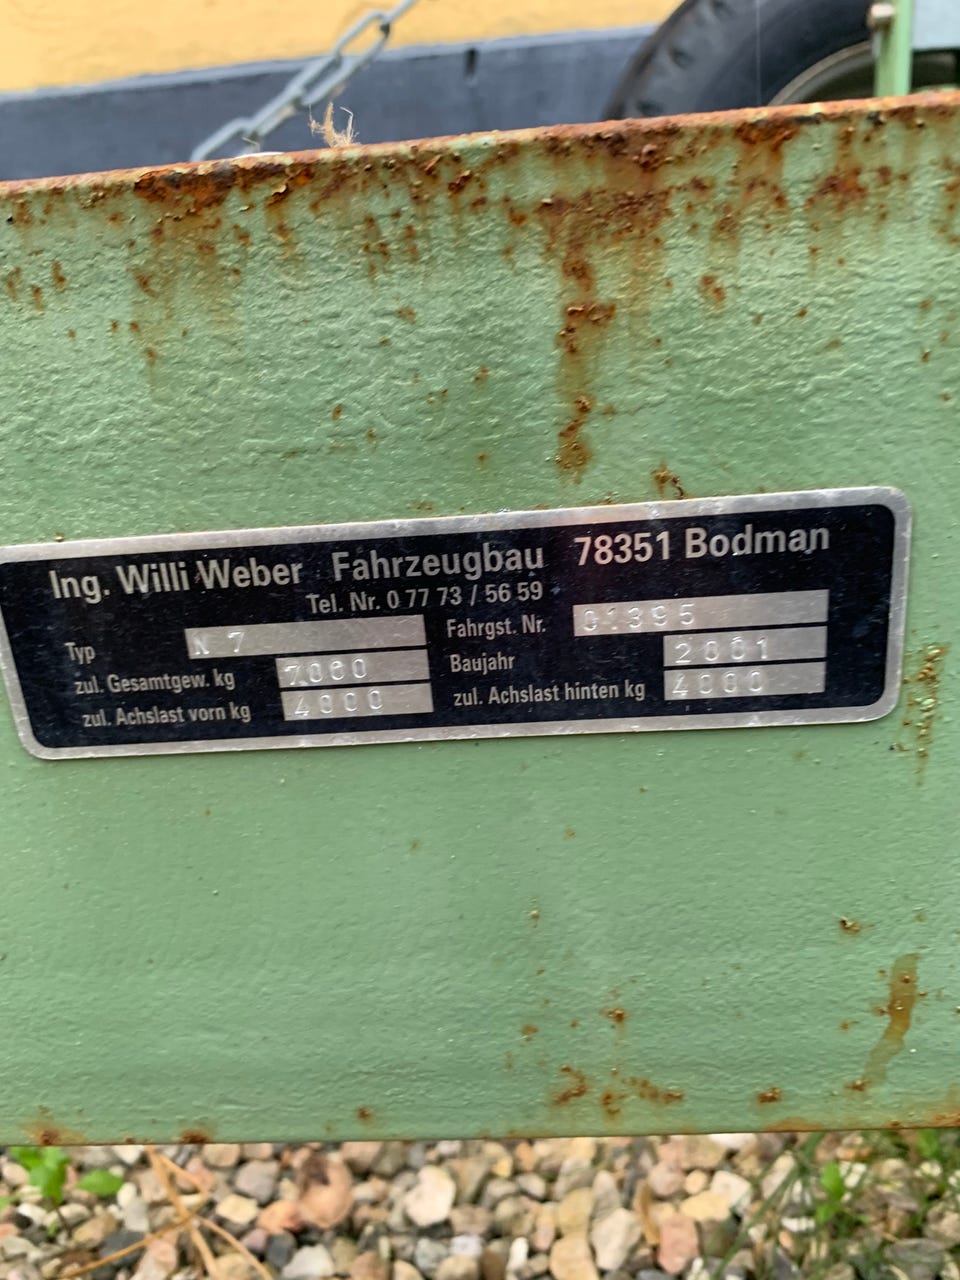 Ing. Willi Weber Fahrzeugbau 78351 Bodman
Tel. Nr. 0 77 73 / 56 59
Typ N 7 Fahrgst. Nr. 01395
zul. Gesamtgew. kg 7000 Baujahr 2001
zul. Achslast vorn kg 4000 zul. Achslast hinten kg 4000